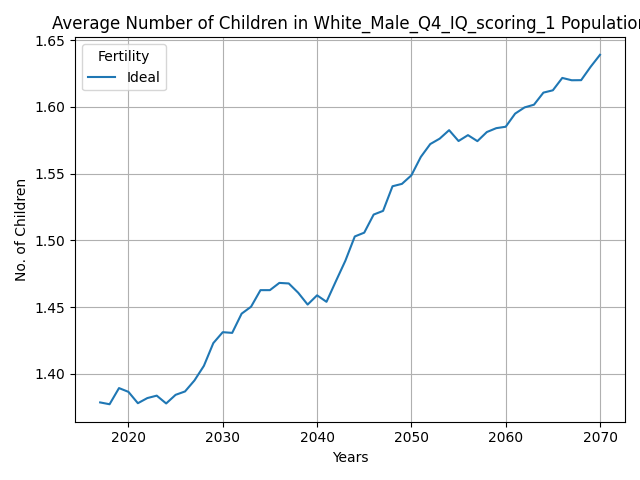 Average Number of Children in White_Male_Q4_IQ_scoring_1 Population
Fertility
Ideal
1.65
1.60
1.55
1.50
1.45
1.40
No. of Children
2020 2030 2040 2050 2060 2070
Years